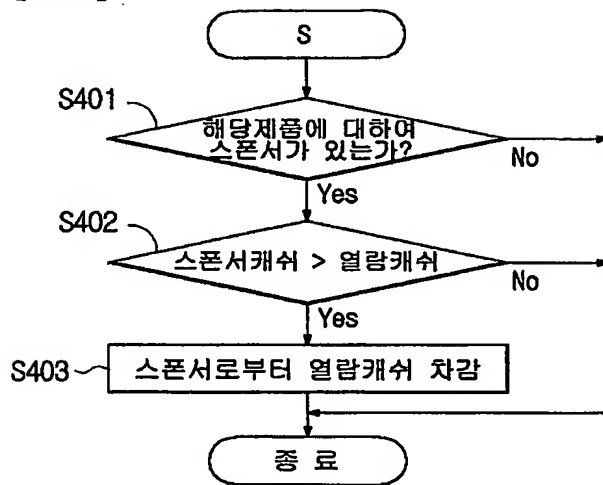 S
S401
해당제품에 대하여
스폰서가 있는가?
No
Yes
S402
스폰서캐쉬 > 열람캐쉬
No
Yes
S403
스폰서로부터 열람캐쉬 차감
종 료